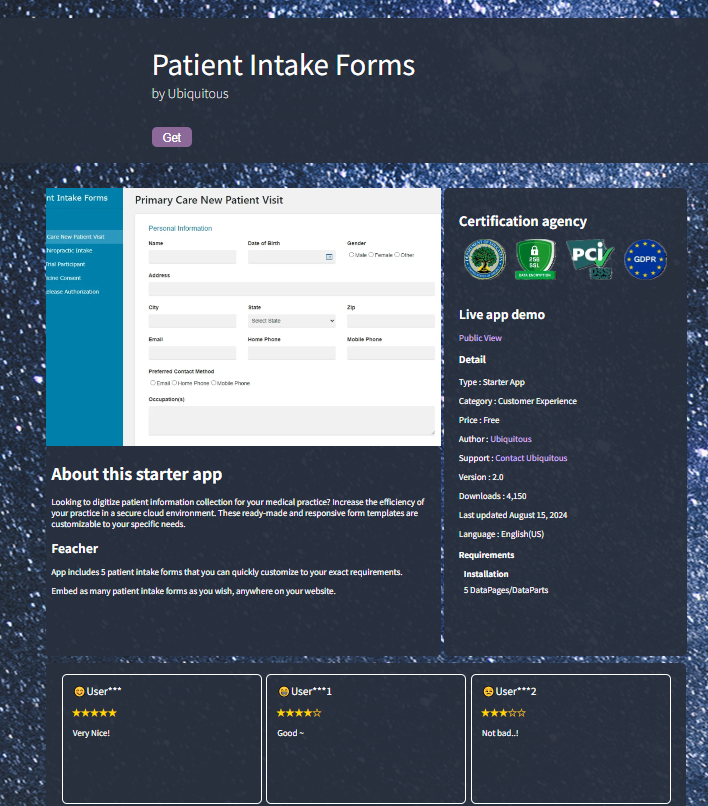 Patient Intake Forms
by Ubiquitous
Get
nt Intake Forms
Care New Patient Visit
hiropractic Intake
Trial Participant
icine Consent
elease Authorization
Primary Care New Patient Visit
Personal Information
Name Date of Birth Gender
Male Female Other
Address
City State Zip
Select State
Email Home Phone Mobile Phone
Preferred Contact Method
Email Home Phone Mobile Phone
Occupation(s)
Certification agency
256
SSL
DATA ENCRYPTION
PCI
DSS
GDPR
Live app demo
Public View
Detail
Type : Starter App
Category : Customer Experience
Price : Free
Author : Ubiquitous
Support : Contact Ubiquitous
Version : 2.0
Downloads : 4,150
Last updated August 15, 2024
Language : English(US)
Requirements
Installation
5 DataPages/DataParts
About this starter app
Looking to digitize patient information collection for your medical practice? Increase the efficiency of
your practice in a secure cloud environment. These ready-made and responsive form templates are
customizable to your specific needs.
Feacher
App includes 5 patient intake forms that you can quickly customize to your exact requirements.
Embed as many patient intake forms as you wish, anywhere on your website.
😊 User***
★★★★★
Very Nice!
😁 User***1
★★★★☆
Good ~
😉 User***2
★★★☆☆
Not bad..!